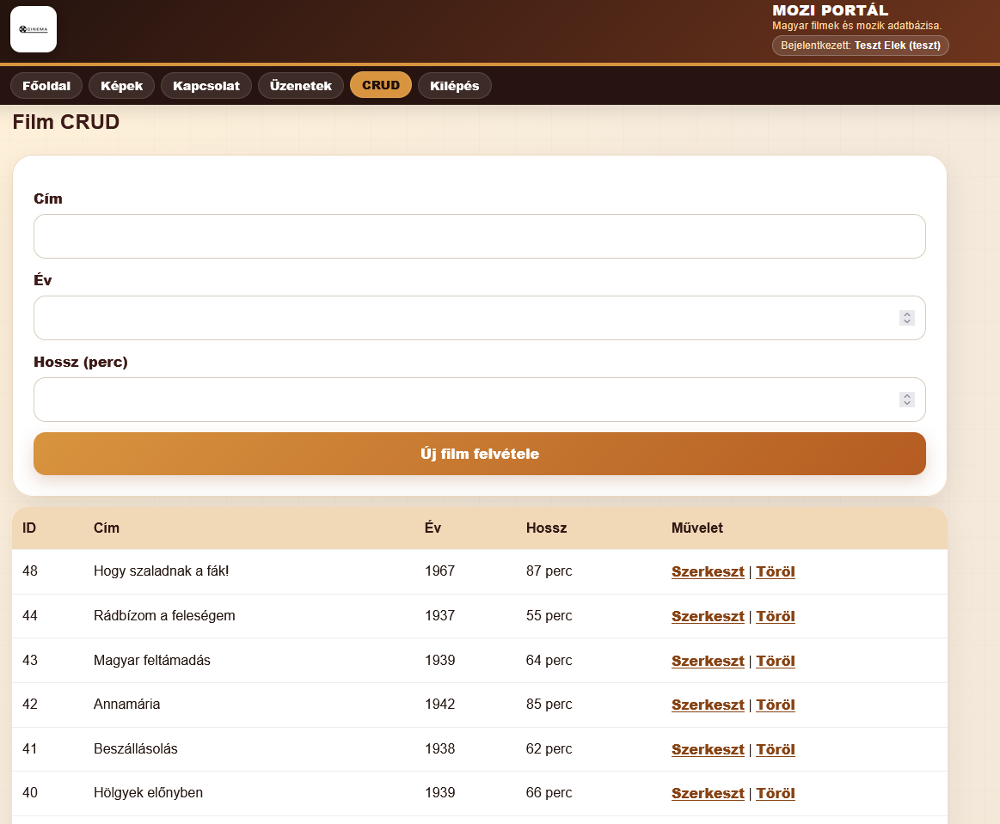 CINEMA
MOZI PORTÁL
Magyar filmek és mozik adatbázisa.
Bejelentkezett: Teszt Elek (teszt)
Főoldal Képek Kapcsolat Üzenetek CRUD Kilépés
Film CRUD
Cím
Év
Hossz (perc)
Új film felvétele
ID Cím Év Hossz Művelet
48 Hogy szaladnak a fák! 1967 87 perc Szerkeszt | Töröl
44 Rádbízom a feleségem 1937 55 perc Szerkeszt | Töröl
43 Magyar feltámadás 1939 64 perc Szerkeszt | Töröl
42 Annamária 1942 85 perc Szerkeszt | Töröl
41 Beszállásolás 1938 62 perc Szerkeszt | Töröl
40 Hölgyek előnyben 1939 66 perc Szerkeszt | Töröl